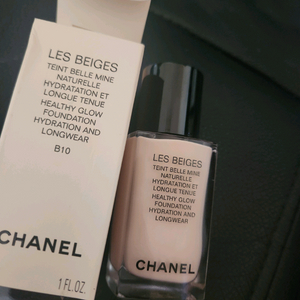 LES BEIGES
TEINT BELLE MINE
NATURELLE
HYDRATATION ET
LONGUE TENUE
HEALTHY GLOW
FOUNDATION
HYDRATION AND
LONGWEAR
B10
CHANEL
1 FL.OZ.
LES BEIGES
TEINT BELLE MINE
NATURELLE
HYDRATATION ET
LONGUE TENUE
HEALTHY GLOW
FOUNDATION
HYDRATION AND
LONGWEAR
CHANEL